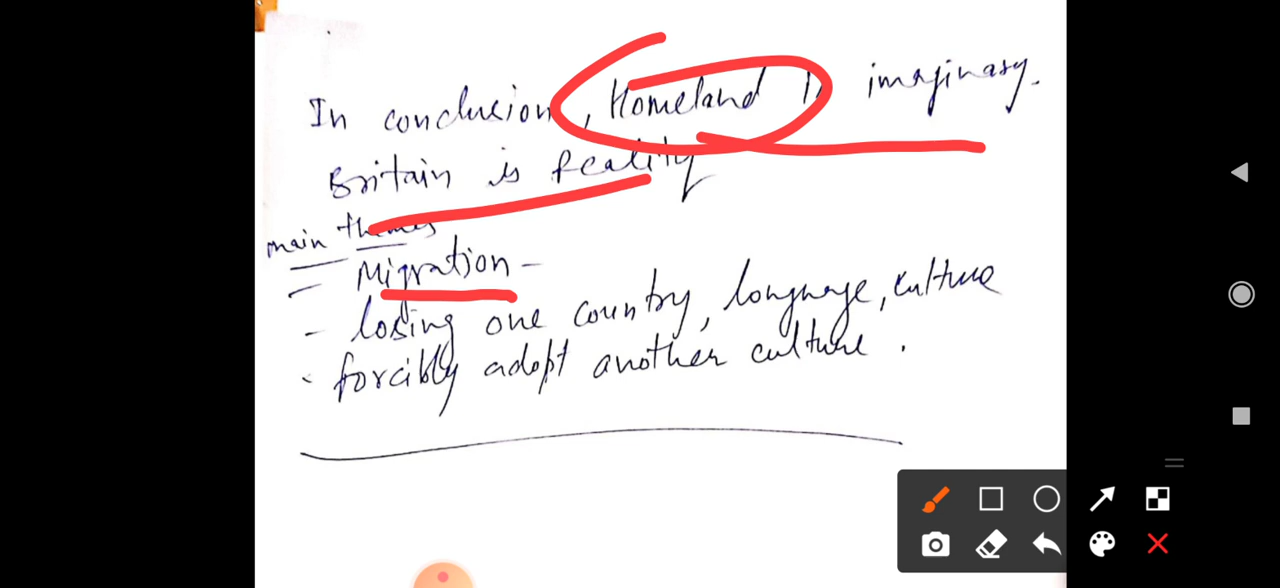 In conclusion, Homeland is imaginary.
Britain is Reality
main themes
Migration -
- losing one country, language, culture
- forcibly adopt another culture.